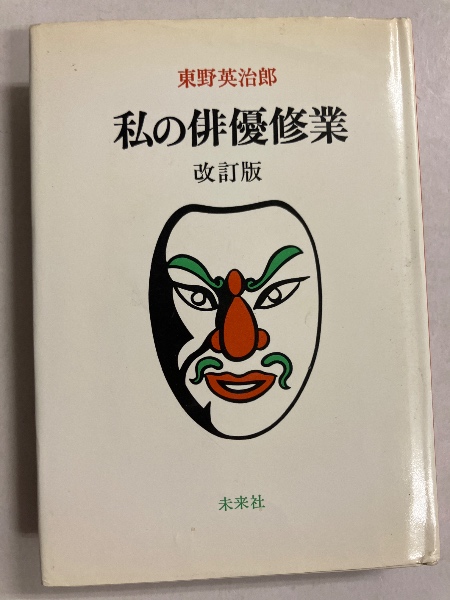 東野英治郎
私の俳優修業
改訂版
未来社